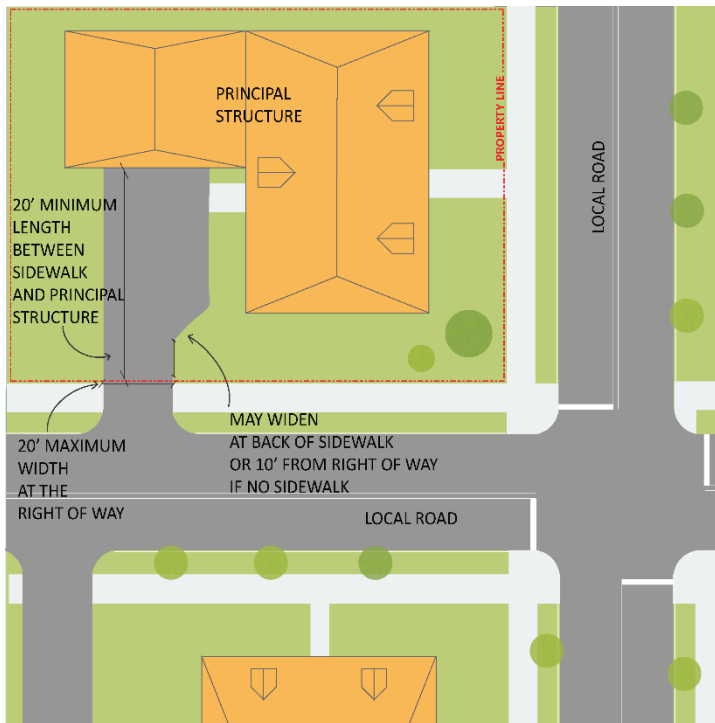 PRINCIPAL
STRUCTURE
PROPERTY LINE
LOCAL ROAD
20' MINIMUM
LENGTH
BETWEEN
SIDEWALK
AND PRINCIPAL
STRUCTURE
20' MAXIMUM
WIDTH
AT THE
RIGHT OF WAY
MAY WIDEN
AT BACK OF SIDEWALK
OR 10' FROM RIGHT OF WAY
IF NO SIDEWALK
LOCAL ROAD